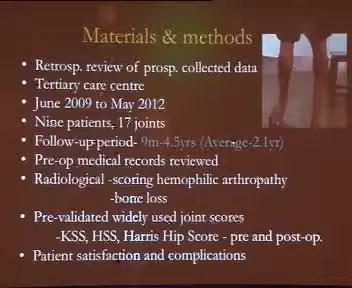 Materials & methods
• Retrosp. review of prosp. collected data
• Tertiary care centre
• June 2009 to May 2012
• Nine patients, 17 joints
• Follow-up period- 9m-4.5yrs (Average-2.1yr)
• Pre-op medical records reviewed
• Radiological -scoring hemophilic arthropathy
-bone loss
• Pre-validated widely used joint scores
-KSS, HSS, Harris Hip Score - pre and post-op.
• Patient satisfaction and complications